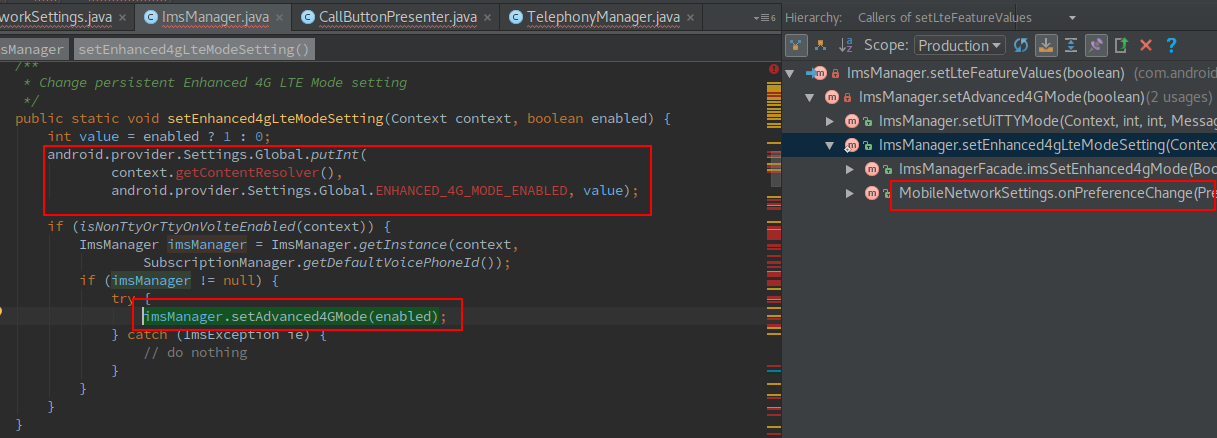 workSettings.java × ImsManager.java × CallButtonPresenter.java × TelephonyManager.java × 6
Hierarchy: Callers of setLteFeatureValues
smsManager setEnhanced4gLteModeSetting()
Scope: Production
/**
* Change persistent Enhanced 4G LTE Mode setting
*/
public static void setEnhanced4gLteModeSetting(Context context, boolean enabled) {
int value = enabled ? 1 : 0;
android.provider.Settings.Global.putInt(
context.getContentResolver(),
android.provider.Settings.Global.ENHANCED_4G_MODE_ENABLED, value);
if (isNonTtyOrTtyOnVolteEnabled(context)) {
ImsManager imsManager = ImsManager.getInstance(context,
SubscriptionManager.getDefaultVoicePhoneId());
if (imsManager != null) {
try {
imsManager.setAdvanced4GMode(enabled);
} catch (ImsException ie) {
// do nothing
}
}
}
}
ImsManager.setLteFeatureValues(boolean) (com.android
ImsManager.setAdvanced4GMode(boolean)(2 usages)
ImsManager.setUiTTYMode(Context, int, int, Messag
ImsManager.setEnhanced4gLteModeSetting(Contex
ImsManagerFacade.imsSetEnhanced4gMode(Boo
MobileNetworkSettings.onPreferenceChange(Pre